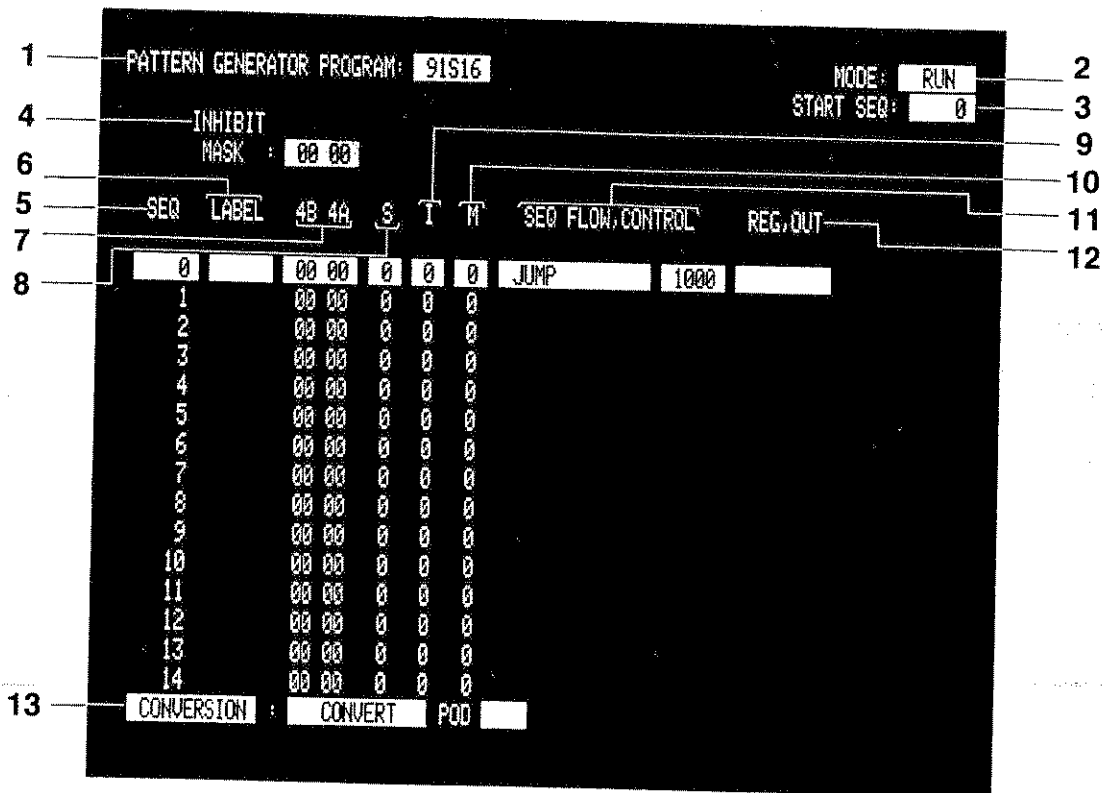 1 PATTERN GENERATOR PROGRAM: 91S16
MODE: RUN 2
START SEQ: 0 3
4 INHIBIT 9
MASK : 00 00
6 10
5 SEQ LABEL 4B 4A S I M SEQ FLOW,CONTROL REG,OUT 11
7 12
8 0 00 00 0 0 0 JUMP 1000
1 00 00 0 0 0
2 00 00 0 0 0
3 00 00 0 0 0
4 00 00 0 0 0
5 00 00 0 0 0
6 00 00 0 0 0
7 00 00 0 0 0
8 00 00 0 0 0
9 00 00 0 0 0
10 00 00 0 0 0
11 00 00 0 0 0
12 00 00 0 0 0
13 00 00 0 0 0
14 00 00 0 0 0
13 CONVERSION : CONVERT POD